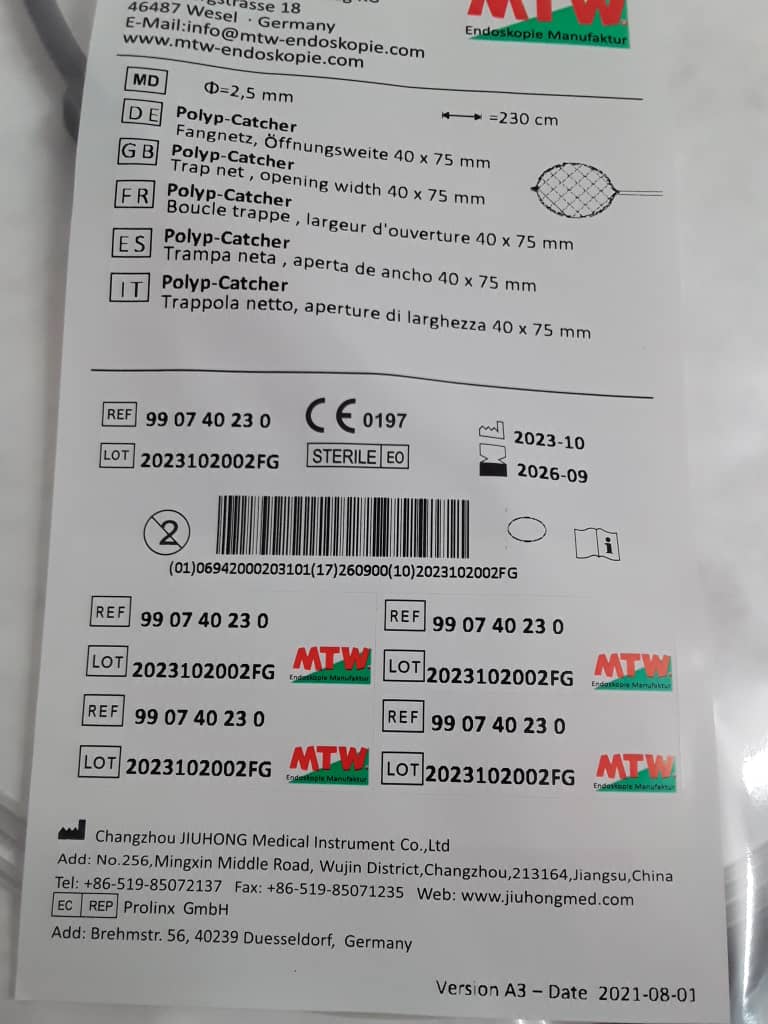 46487 Wesel · Germany
E-Mail:info@mtw-endoskopie.com
www.mtw-endoskopie.com
MTW
Endoskopie Manufaktur
MD Φ=2,5 mm
=230 cm
DE Polyp-Catcher
Fangnetz, Öffnungsweite 40 x 75 mm
GB Polyp-Catcher
Trap net , opening width 40 x 75 mm
FR Polyp-Catcher
Boucle trappe , largeur d'ouverture 40 x 75 mm
ES Polyp-Catcher
Trampa neta , aperta de ancho 40 x 75 mm
IT Polyp-Catcher
Trappola netto, aperture di larghezza 40 x 75 mm
REF 99 07 40 23 0 CE 0197 2023-10
LOT 2023102002FG STERILE EO 2026-09
2
(01)06942000203101(17)260900(10)2023102002FG
REF 99 07 40 23 0
LOT 2023102002FG MTW
Endoskopie Manufaktur
REF 99 07 40 23 0
LOT 2023102002FG MTW
Endoskopie Manufaktur
REF 99 07 40 23 0
LOT 2023102002FG MTW
Endoskopie Manufaktur
REF 99 07 40 23 0
LOT 2023102002FG MTW
Endoskopie Manufaktur
Changzhou JIUHONG Medical Instrument Co.,Ltd
Add: No.256,Mingxin Middle Road, Wujin District,Changzhou,213164,Jiangsu,China
Tel: +86-519-85072137 Fax: +86-519-85071235 Web: www.jiuhongmed.com
EC REP Prolinx GmbH
Add: Brehmstr. 56, 40239 Duesseldorf, Germany
Version A3 – Date 2021-08-01